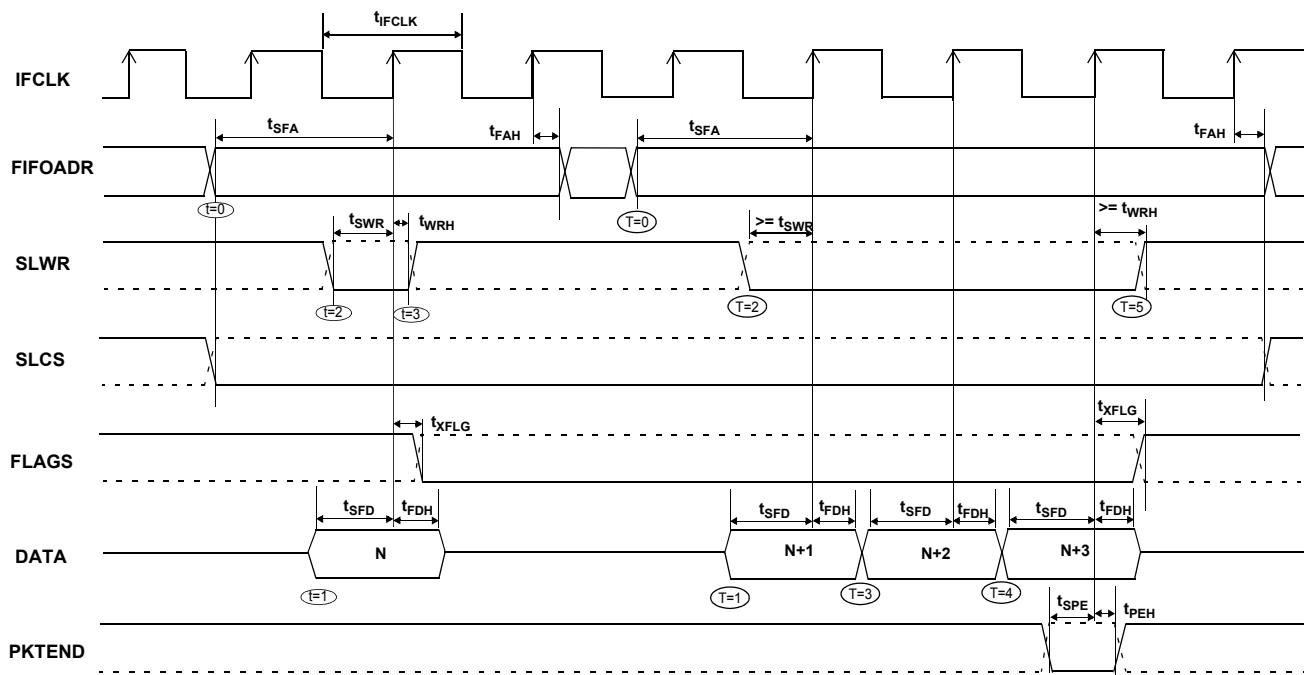 tIFCLK
IFCLK
tSFA
tFAH
tSFA
tFAH
FIFOADR
t=0
T=0
tSWR
tWRH
>= tSWR
>= tWRH
SLWR
t=2
t=3
T=2
T=5
SLCS
tXFLG
tXFLG
FLAGS
tSFD
tFDH
tSFD
tFDH
tSFD
tFDH
tSFD
tFDH
DATA
N
N+1
N+2
N+3
t=1
T=1
T=3
T=4
tSPE
tPEH
PKTEND